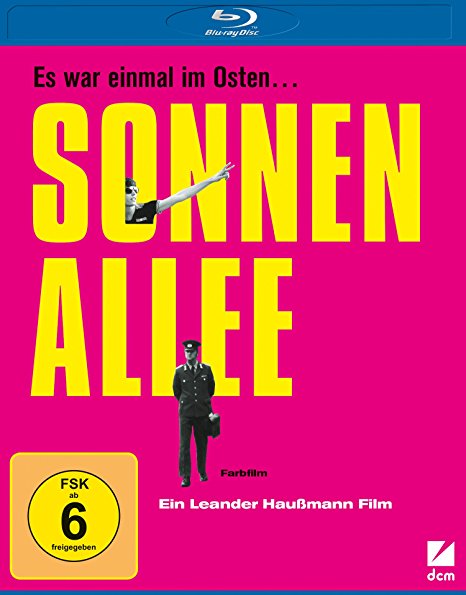 Blu-ray Disc
Es war einmal im Osten...
SONNEN
ALLEE
Farbfilm
Ein Leander Haußmann Film
FSK
ab
6
freigegeben
dcm